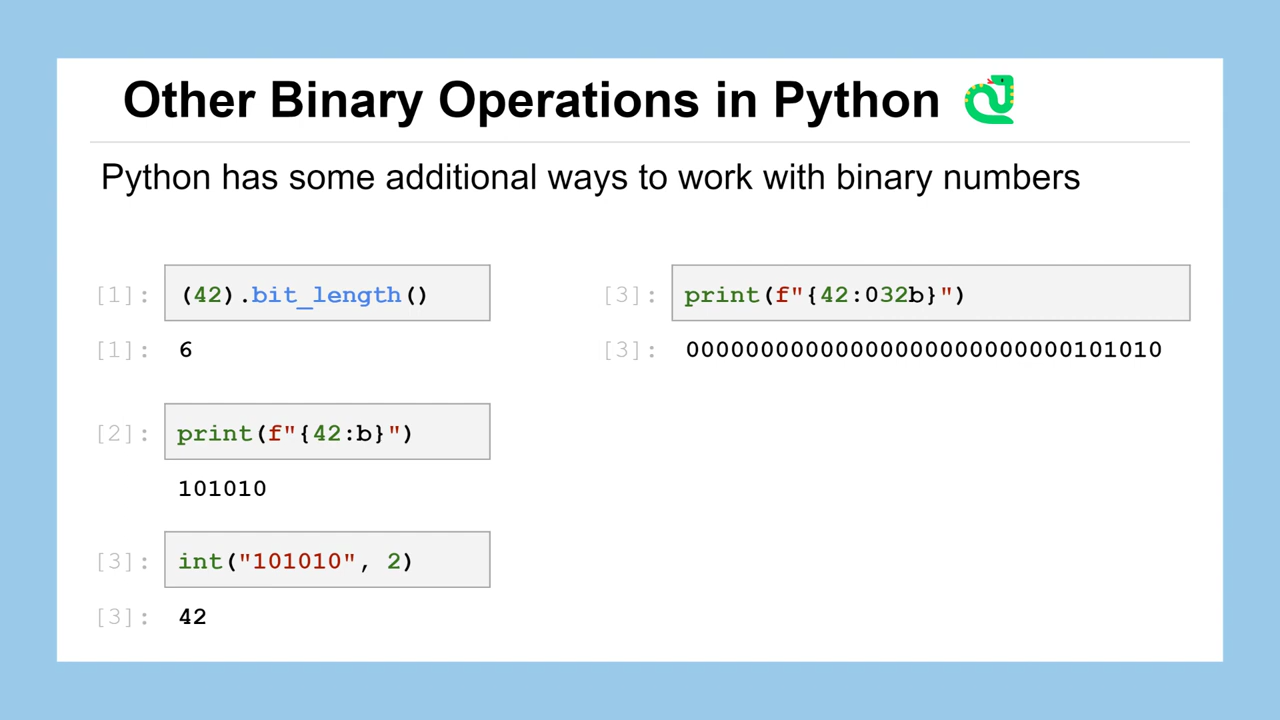 Other Binary Operations in Python
Python has some additional ways to work with binary numbers
[1]: (42).bit_length()
[1]: 6
[2]: print(f"{42:b}")
101010
[3]: int("101010", 2)
[3]: 42
[3]: print(f"{42:032b}")
[3]: 00000000000000000000000000101010